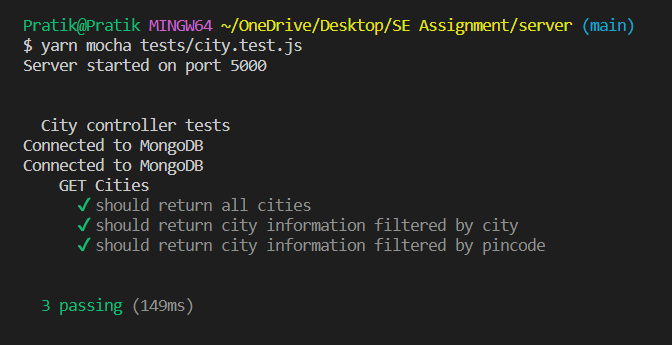 Pratik@Pratik MINGW64 ~/OneDrive/Desktop/SE Assignment/server (main)
$ yarn mocha tests/city.test.js
Server started on port 5000
City controller tests
Connected to MongoDB
Connected to MongoDB
GET Cities
✓ should return all cities
✓ should return city information filtered by city
✓ should return city information filtered by pincode
3 passing (149ms)